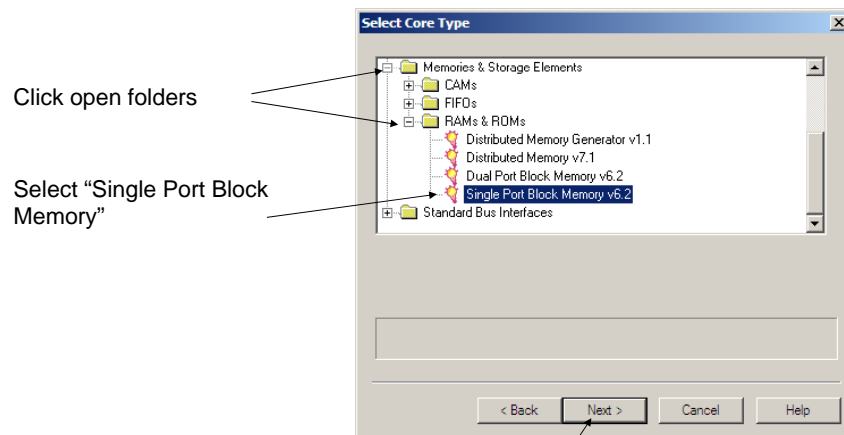 Select Core Type
Memories & Storage Elements
CAMs
Click open folders
FIFOs
RAMs & ROMs
Distributed Memory Generator v1.1
Distributed Memory v7.1
Dual Port Block Memory v6.2
Select “Single Port Block
Memory”
Single Port Block Memory v6.2
Standard Bus Interfaces
< Back
Next >
Cancel
Help